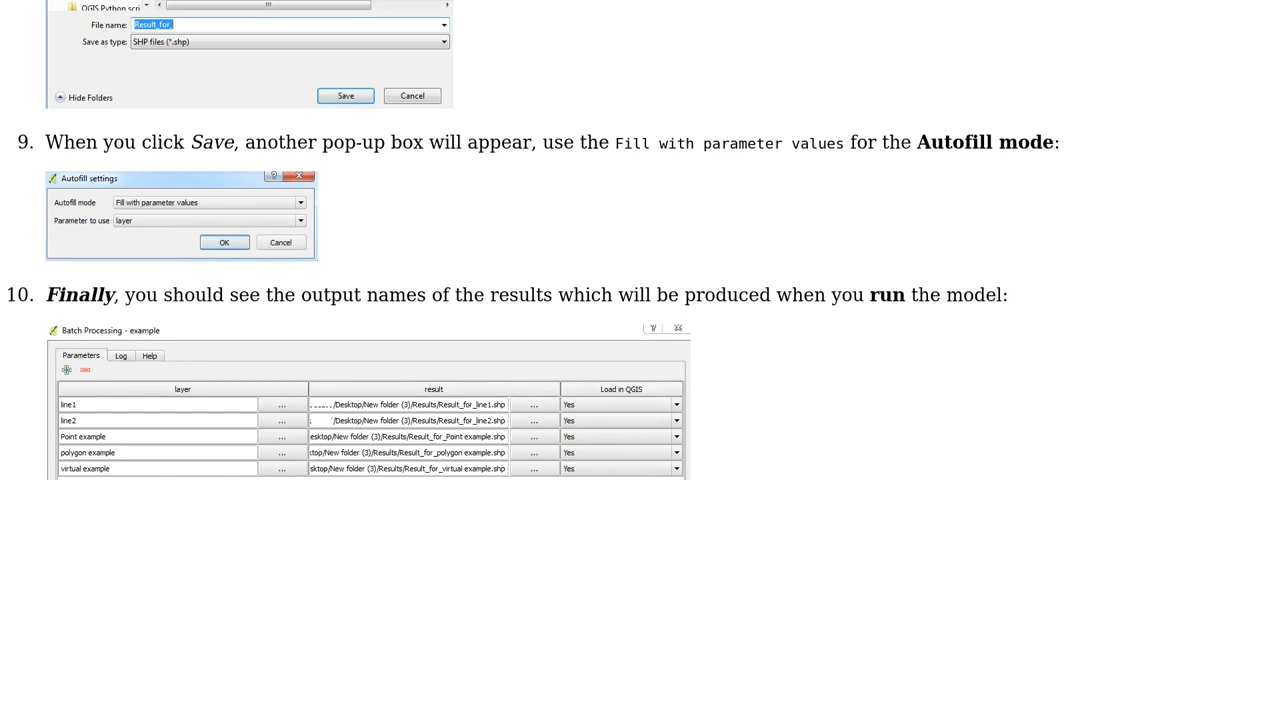 QGIS Python scri
File name: Result_for_
Save as type: SHP files (*.shp)
Hide Folders Save Cancel
9. When you click Save, another pop-up box will appear, use the Fill with parameter values for the Autofill mode:
Autofill settings
Autofill mode Fill with parameter values
Parameter to use layer
OK Cancel
10. Finally, you should see the output names of the results which will be produced when you run the model:
Batch Processing - example
Parameters Log Help
layer result Load in QGIS
line1 ... /Desktop/New folder (3)/Results/Result_for_line1.shp ... Yes
line2 ... /Desktop/New folder (3)/Results/Result_for_line2.shp ... Yes
Point example ... esktop/New folder (3)/Results/Result_for_Point example.shp ... Yes
polygon example ... top/New folder (3)/Results/Result_for_polygon example.shp ... Yes
virtual example ... sktop/New folder (3)/Results/Result_for_virtual example.shp ... Yes